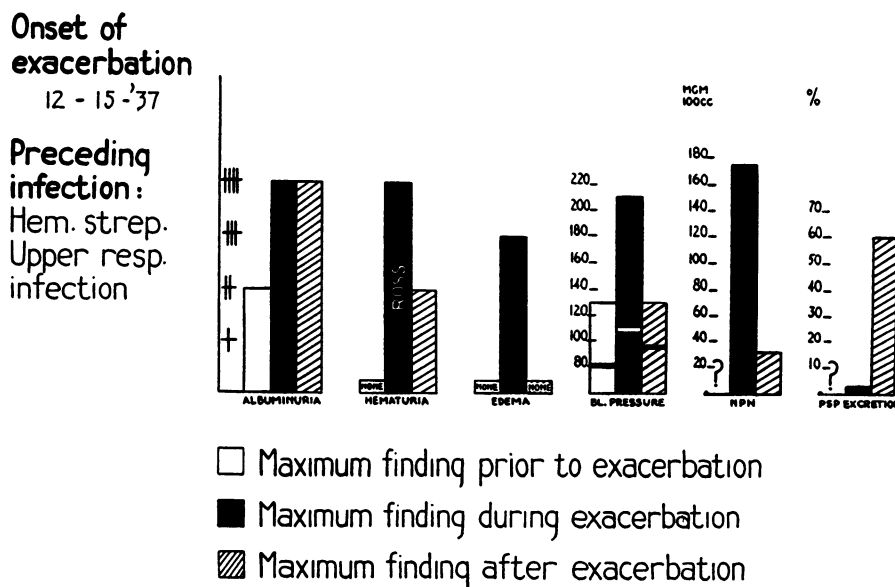 Onset of
exacerbation
12 - 15 - '37
Preceding
infection:
Hem. strep.
Upper resp.
infection
++++
+++
++
+
ALBUMINURIA
NONE
GROSS
HEMATURIA
NONE
NONE
EDEMA
220
200
180
160
140
120
100
80
BL. PRESSURE
MGM
100CC
180
160
140
120
100
80
60
40
20
?
NPN
%
70
60
50
40
30
20
10
?
PSP EXCRETION
Maximum finding prior to exacerbation
Maximum finding during exacerbation
Maximum finding after exacerbation